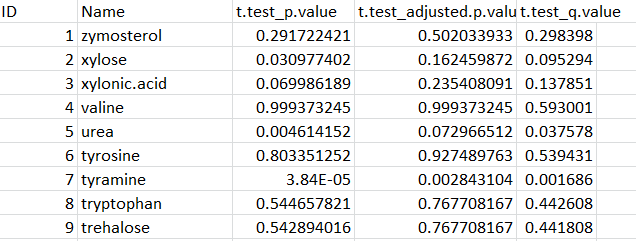 ID Name t.test_p.value t.test_adjusted.p.valu t.test_q.value
1 zymosterol 0.291722421 0.502033933 0.298398
2 xylose 0.030977402 0.162459872 0.095294
3 xylonic.acid 0.069986189 0.235408091 0.137851
4 valine 0.999373245 0.999373245 0.593001
5 urea 0.004614152 0.072966512 0.037578
6 tyrosine 0.803351252 0.927489763 0.539431
7 tyramine 3.84E-05 0.002843104 0.001686
8 tryptophan 0.544657821 0.767708167 0.442608
9 trehalose 0.542894016 0.767708167 0.441808